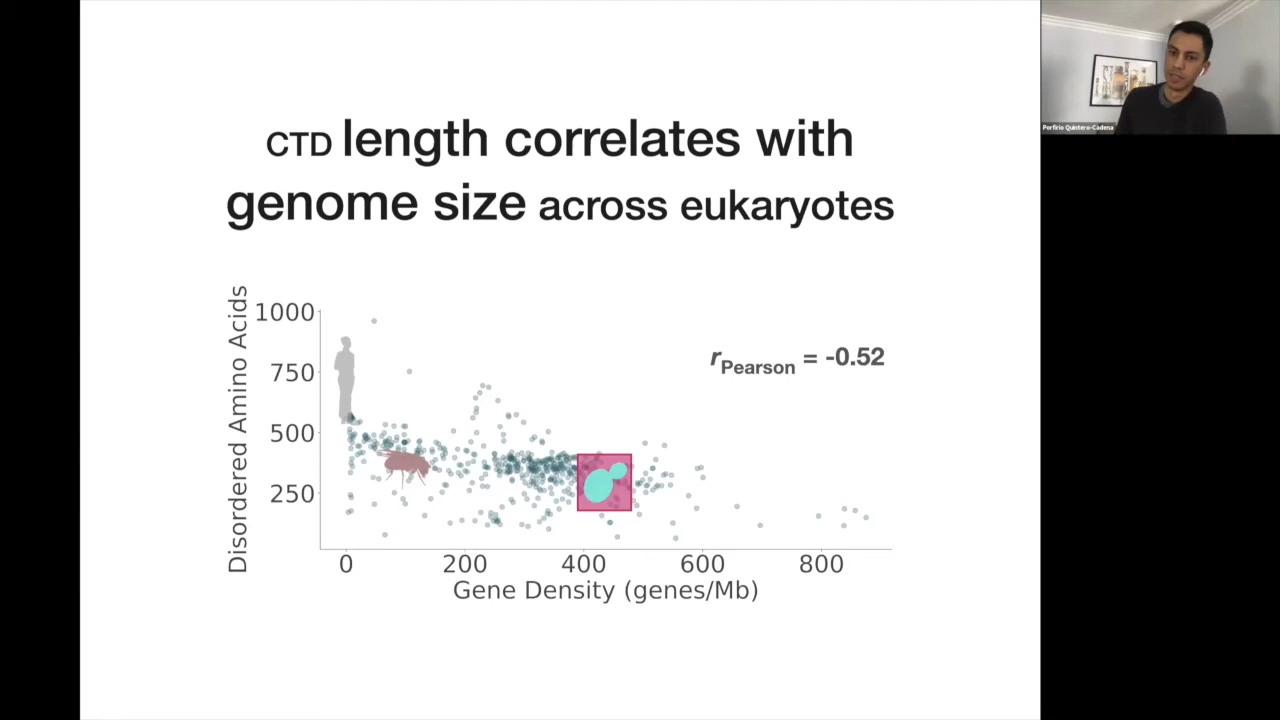 CTD length correlates with
genome size across eukaryotes
Disordered Amino Acids
1000
750
500
250
r Pearson = -0.52
0 200 400 600 800
Gene Density (genes/Mb)
Porfirio Quintero-Cadena